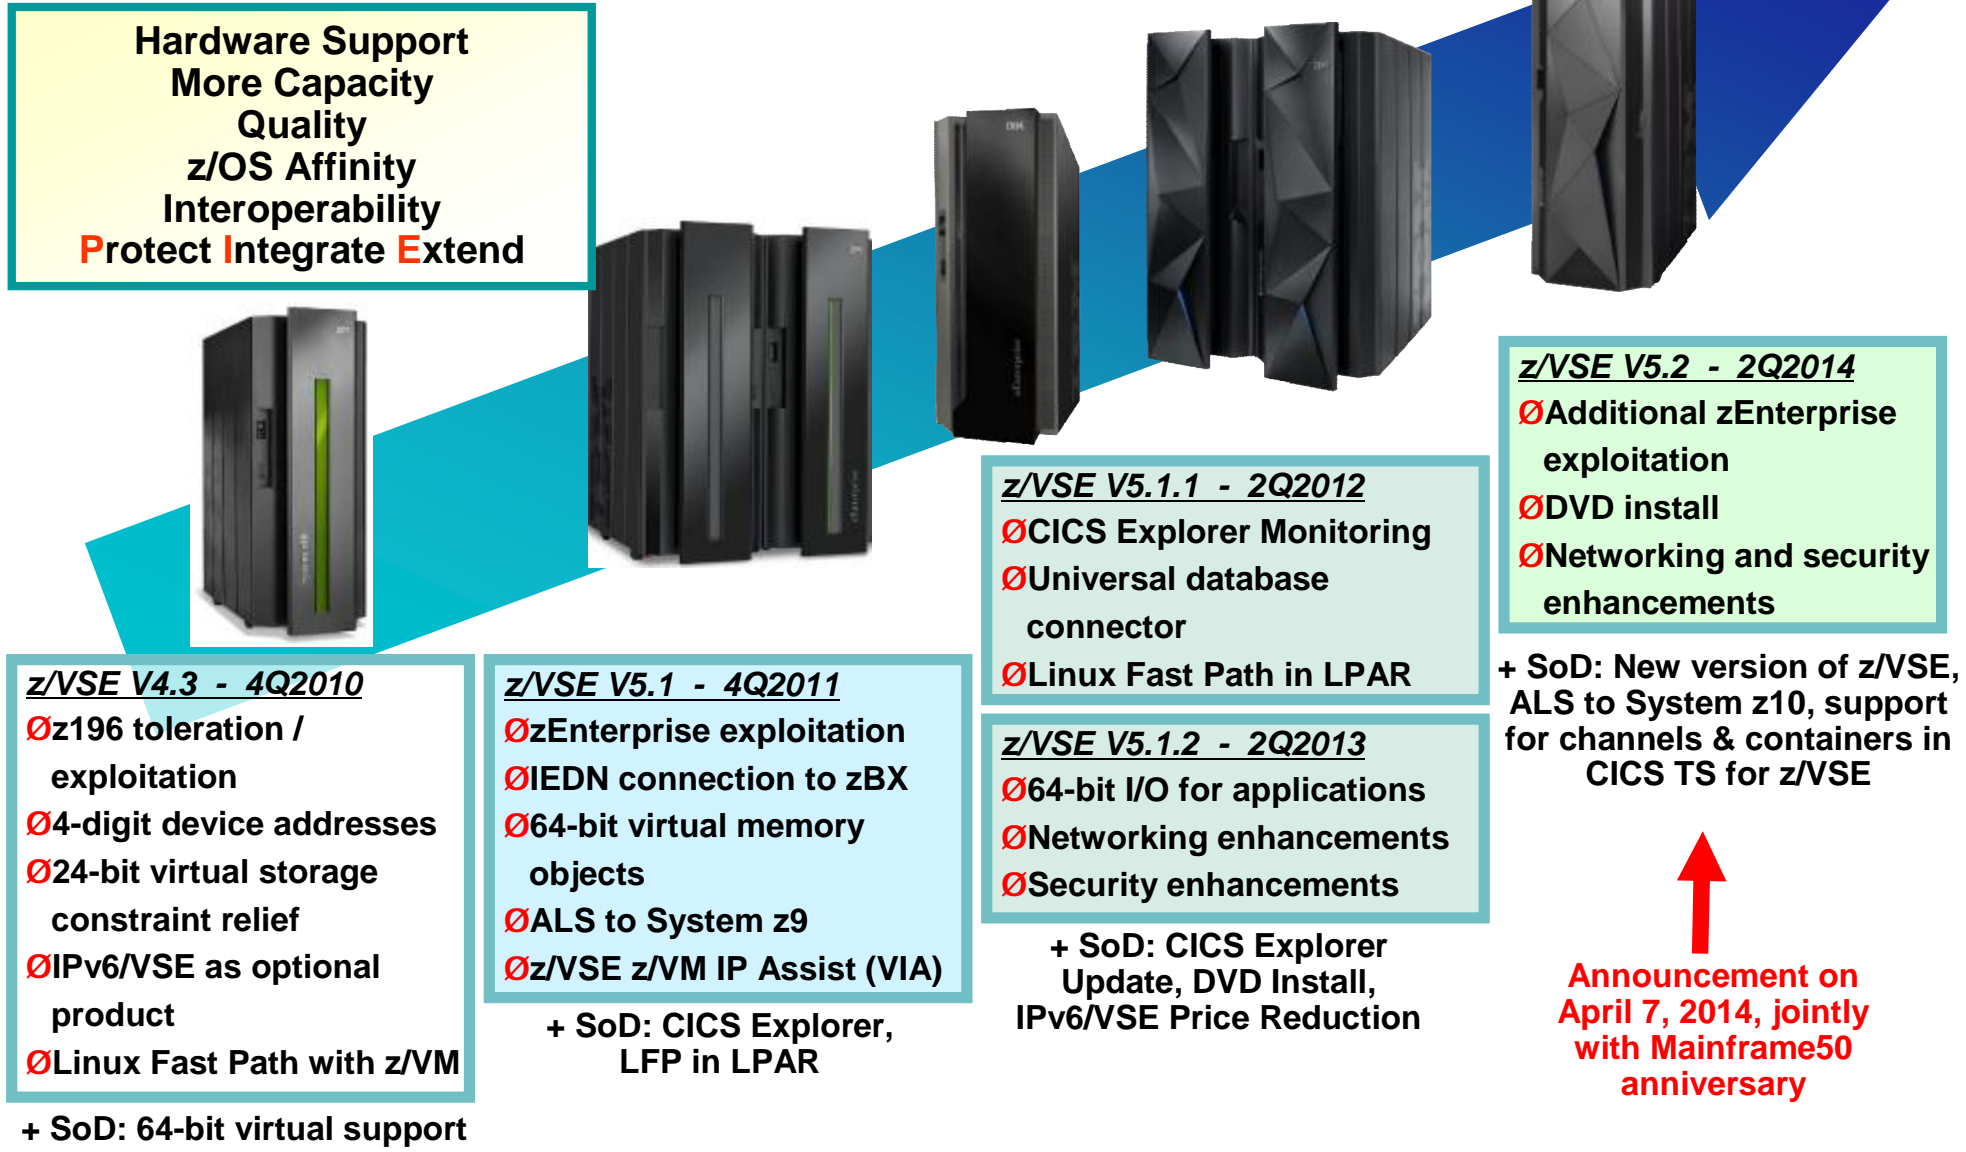 Hardware Support
More Capacity
Quality
z/OS Affinity
Interoperability
Protect Integrate Extend
z/VSE V4.3 - 4Q2010
Øz196 toleration /
exploitation
Ø4-digit device addresses
Ø24-bit virtual storage
constraint relief
ØIPv6/VSE as optional
product
ØLinux Fast Path with z/VM
+ SoD: 64-bit virtual support
z/VSE V5.1 - 4Q2011
ØzEnterprise exploitation
ØIEDN connection to zBX
Ø64-bit virtual memory
objects
ØALS to System z9
Øz/VSE z/VM IP Assist (VIA)
+ SoD: CICS Explorer,
LFP in LPAR
z/VSE V5.1.1 - 2Q2012
ØCICS Explorer Monitoring
ØUniversal database
connector
ØLinux Fast Path in LPAR
z/VSE V5.1.2 - 2Q2013
Ø64-bit I/O for applications
ØNetworking enhancements
ØSecurity enhancements
+ SoD: CICS Explorer
Update, DVD Install,
IPv6/VSE Price Reduction
z/VSE V5.2 - 2Q2014
ØAdditional zEnterprise
exploitation
ØDVD install
ØNetworking and security
enhancements
+ SoD: New version of z/VSE,
ALS to System z10, support
for channels & containers in
CICS TS for z/VSE
Announcement on
April 7, 2014, jointly
with Mainframe50
anniversary